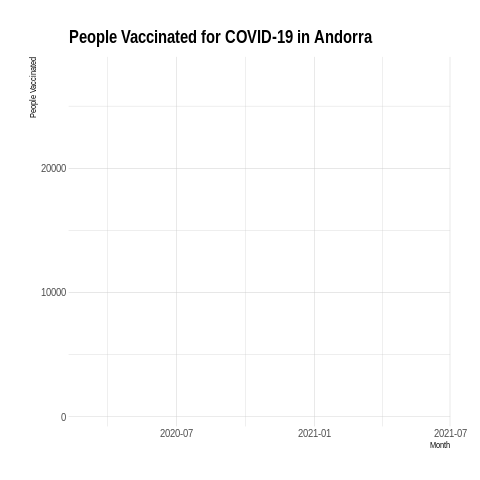 People Vaccinated for COVID-19 in Andorra
People Vaccinated
20000
10000
0
2020-07
2021-01
2021-07
Month